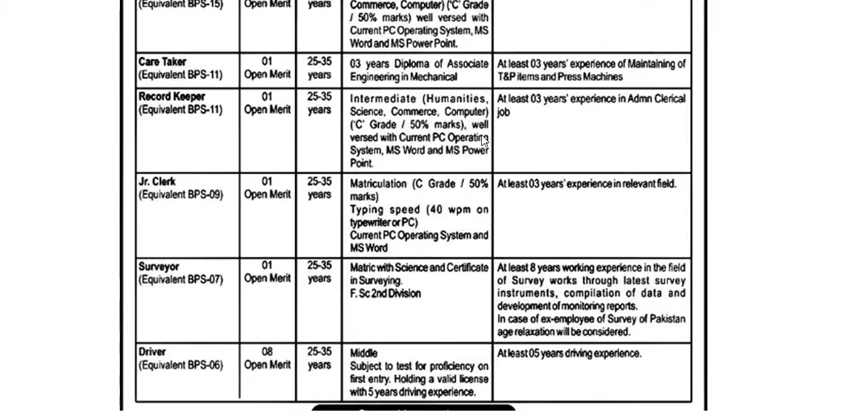 (Equivalent BPS-15) Open Merit years Commerce, Computer) ('C' Grade
/ 50% marks) well versed with
Current PC Operating System, MS
Word and MS Power Point.
Care Taker 01 25-35 03 years Diploma of Associate At least 03 years' experience of Maintaining of
(Equivalent BPS-11) Open Merit years Engineering in Mechanical T&P items and Press Machines
Record Keeper 01 25-35 Intermediate (Humanities, At least 03 years' experience in Admn Clerical
(Equivalent BPS-11) Open Merit years Science, Commerce, Computer) job
('C' Grade / 50% marks), well
versed with Current PC Operating
System, MS Word and MS Power
Point.
Jr. Clerk 01 25-35 Matriculation (C Grade / 50% At least 03 years' experience in relevant field.
(Equivalent BPS-09) Open Merit years marks)
Typing speed (40 wpm on
typewriter or PC)
Current PC Operating System and
MS Word
Surveyor 01 25-35 Matric with Science and Certificate At least 8 years working experience in the field
(Equivalent BPS-07) Open Merit years in Surveying. of Survey works through latest survey
F. Sc 2nd Division instruments, compilation of data and
development of monitoring reports.
In case of ex-employee of Survey of Pakistan
age relaxation will be considered.
Driver 08 25-35 Middle At least 05 years driving experience.
(Equivalent BPS-06) Open Merit years Subject to test for proficiency on
first entry. Holding a valid license
with 5 years driving experience.